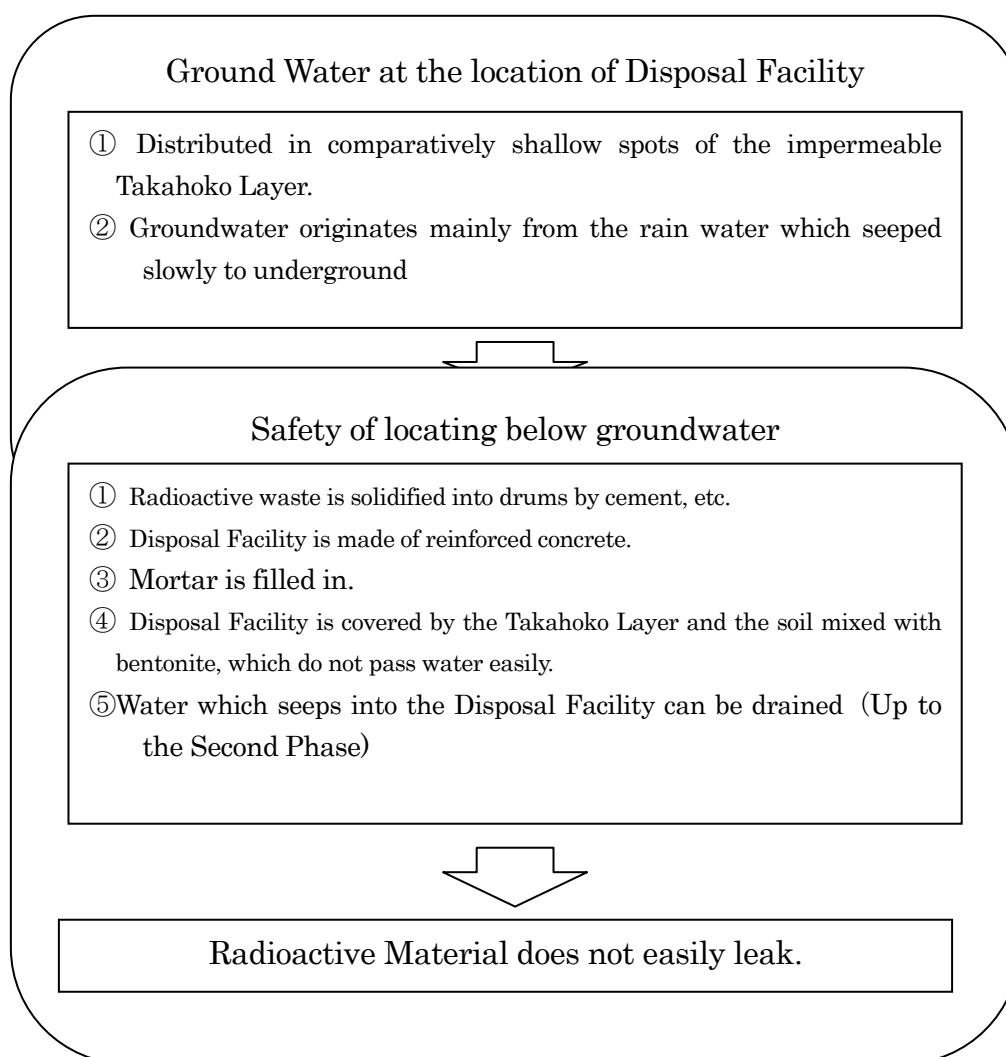 Ground Water at the location of Disposal Facility
① Distributed in comparatively shallow spots of the impermeable
Takahoko Layer.
② Groundwater originates mainly from the rain water which seeped
slowly to underground
Safety of locating below groundwater
① Radioactive waste is solidified into drums by cement, etc.
② Disposal Facility is made of reinforced concrete.
③ Mortar is filled in.
④ Disposal Facility is covered by the Takahoko Layer and the soil mixed with
bentonite, which do not pass water easily.
⑤Water which seeps into the Disposal Facility can be drained (Up to
the Second Phase)
Radioactive Material does not easily leak.